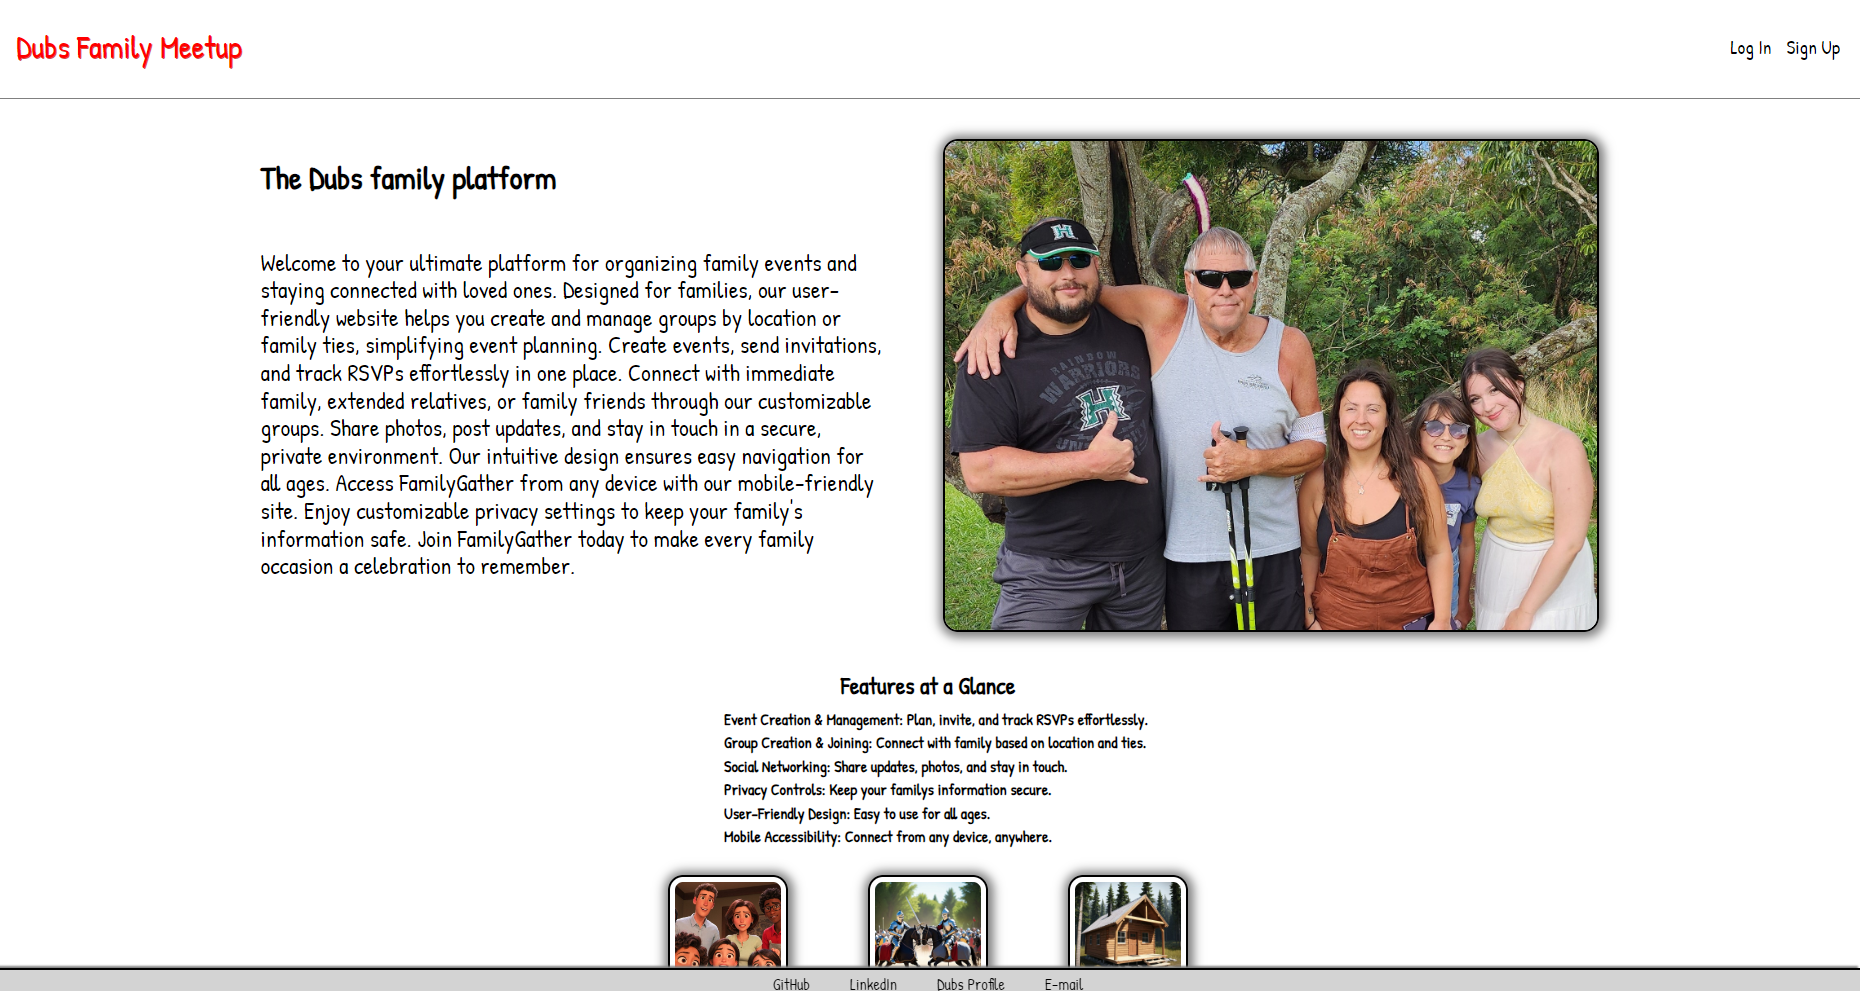 Dubs Family Meetup
Log In Sign Up
The Dubs family platform
Welcome to your ultimate platform for organizing family events and
staying connected with loved ones. Designed for families, our user-
friendly website helps you create and manage groups by location or
family ties, simplifying event planning. Create events, send invitations,
and track RSVPs effortlessly in one place. Connect with immediate
family, extended relatives, or family friends through our customizable
groups. Share photos, post updates, and stay in touch in a secure,
private environment. Our intuitive design ensures easy navigation for
all ages. Access FamilyGather from any device with our mobile-friendly
site. Enjoy customizable privacy settings to keep your family's
information safe. Join FamilyGather today to make every family
occasion a celebration to remember.
H
RAINBOW
WARRIORS
H
Features at a Glance
Event Creation & Management: Plan, invite, and track RSVPs effortlessly.
Group Creation & Joining: Connect with family based on location and ties.
Social Networking: Share updates, photos, and stay in touch.
Privacy Controls: Keep your familys information secure.
User-Friendly Design: Easy to use for all ages.
Mobile Accessibility: Connect from any device, anywhere.
GitHub LinkedIn Dubs Profile E-mail